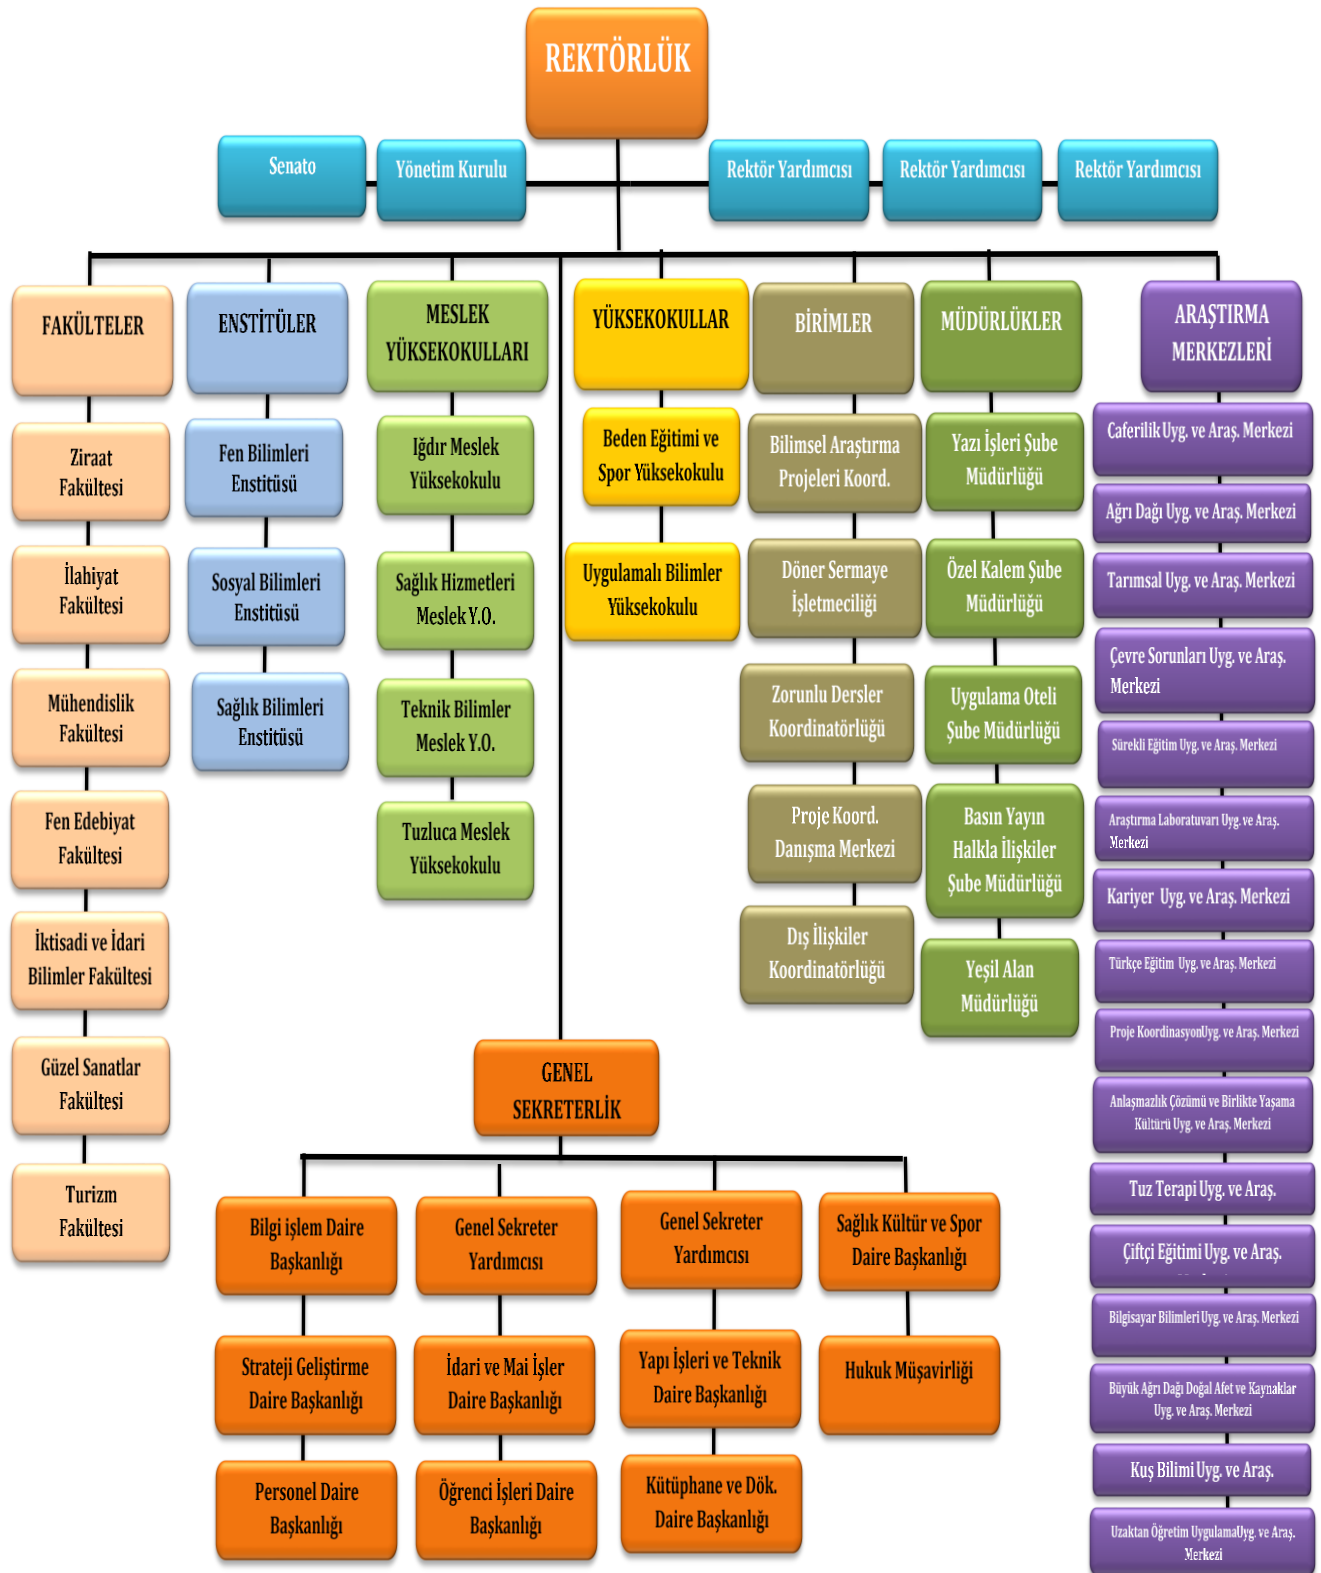 REKTÖRLÜK
Senato
Yönetim Kurulu
Rektör Yardımcısı
Rektör Yardımcısı
Rektör Yardımcısı
FAKÜLTELER
Ziraat
Fakültesi
İlahiyat
Fakültesi
Mühendislik
Fakültesi
Fen Edebiyat
Fakültesi
İktisadi ve İdari
Bilimler Fakültesi
Güzel Sanatlar
Fakültesi
Turizm
Fakültesi
ENSTİTÜLER
Fen Bilimleri
Enstitüsü
Sosyal Bilimleri
Enstitüsü
Sağlık Bilimleri
Enstitüsü
MESLEK
YÜKSEKOKULLARI
Iğdır Meslek
Yüksekokulu
Sağlık Hizmetleri
Meslek Y.O.
Teknik Bilimler
Meslek Y.O.
Tuzluca Meslek
Yüksekokulu
YÜKSEKOKULLAR
Beden Eğitimi ve
Spor Yüksekokulu
Uygulamalı Bilimler
Yüksekokulu
BİRİMLER
Bilimsel Araştırma
Projeleri Koord.
Döner Sermaye
İşletmeciliği
Zorunlu Dersler
Koordinatörlüğü
Proje Koord.
Danışma Merkezi
Dış İlişkiler
Koordinatörlüğü
MÜDÜRLÜKLER
Yazı İşleri Şube
Müdürlüğü
Özel Kalem Şube
Müdürlüğü
Uygulama Oteli
Şube Müdürlüğü
Basın Yayın
Halkla İlişkiler
Şube Müdürlüğü
Yeşil Alan
Müdürlüğü
ARAŞTIRMA
MERKEZLERİ
Caferilik Uyg. ve Araş. Merkezi
Ağrı Dağı Uyg. ve Araş. Merkezi
Tarımsal Uyg. ve Araş. Merkezi
Çevre Sorunları Uyg. ve Araş.
Merkezi
Sürekli Eğitim Uyg. ve Araş. Merkezi
Araştırma Laboratuvarı Uyg. ve Araş.
Merkezi
Kariyer Uyg. ve Araş. Merkezi
Türkçe Eğitim Uyg. ve Araş. Merkezi
Proje KoordinasyonUyg. ve Araş. Merkezi
Anlaşmazlık Çözümü ve Birlikte Yaşama
Kültürü Uyg. ve Araş. Merkezi
Tuz Terapi Uyg. ve Araş.
Çiftçi Eğitimi Uyg. ve Araş.
Bilgisayar Bilimleri Uyg. ve Araş. Merkezi
Büyük Ağrı Dağı Doğal Afet ve Kaynaklar
Uyg. ve Araş. Merkezi
Kuş Bilimi Uyg. ve Araş.
Uzaktan Öğretim UygulamaUyg. ve Araş.
Merkezi
GENEL
SEKRETERLİK
Bilgi işlem Daire
Başkanlığı
Strateji Geliştirme
Daire Başkanlığı
Personel Daire
Başkanlığı
Genel Sekreter
Yardımcısı
İdari ve Mai İşler
Daire Başkanlığı
Öğrenci İşleri Daire
Başkanlığı
Genel Sekreter
Yardımcısı
Yapı İşleri ve Teknik
Daire Başkanlığı
Kütüphane ve Dök.
Daire Başkanlığı
Sağlık Kültür ve Spor
Daire Başkanlığı
Hukuk Müşavirliği